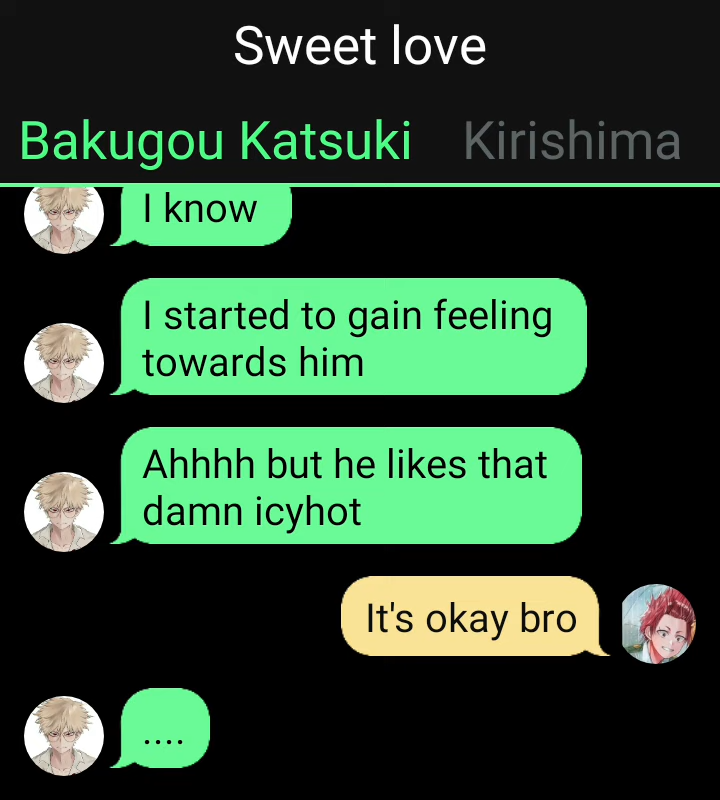 Sweet love
Bakugou Katsuki Kirishima
I know
I started to gain feeling
towards him
Ahhhh but he likes that
damn icyhot
It's okay bro
....